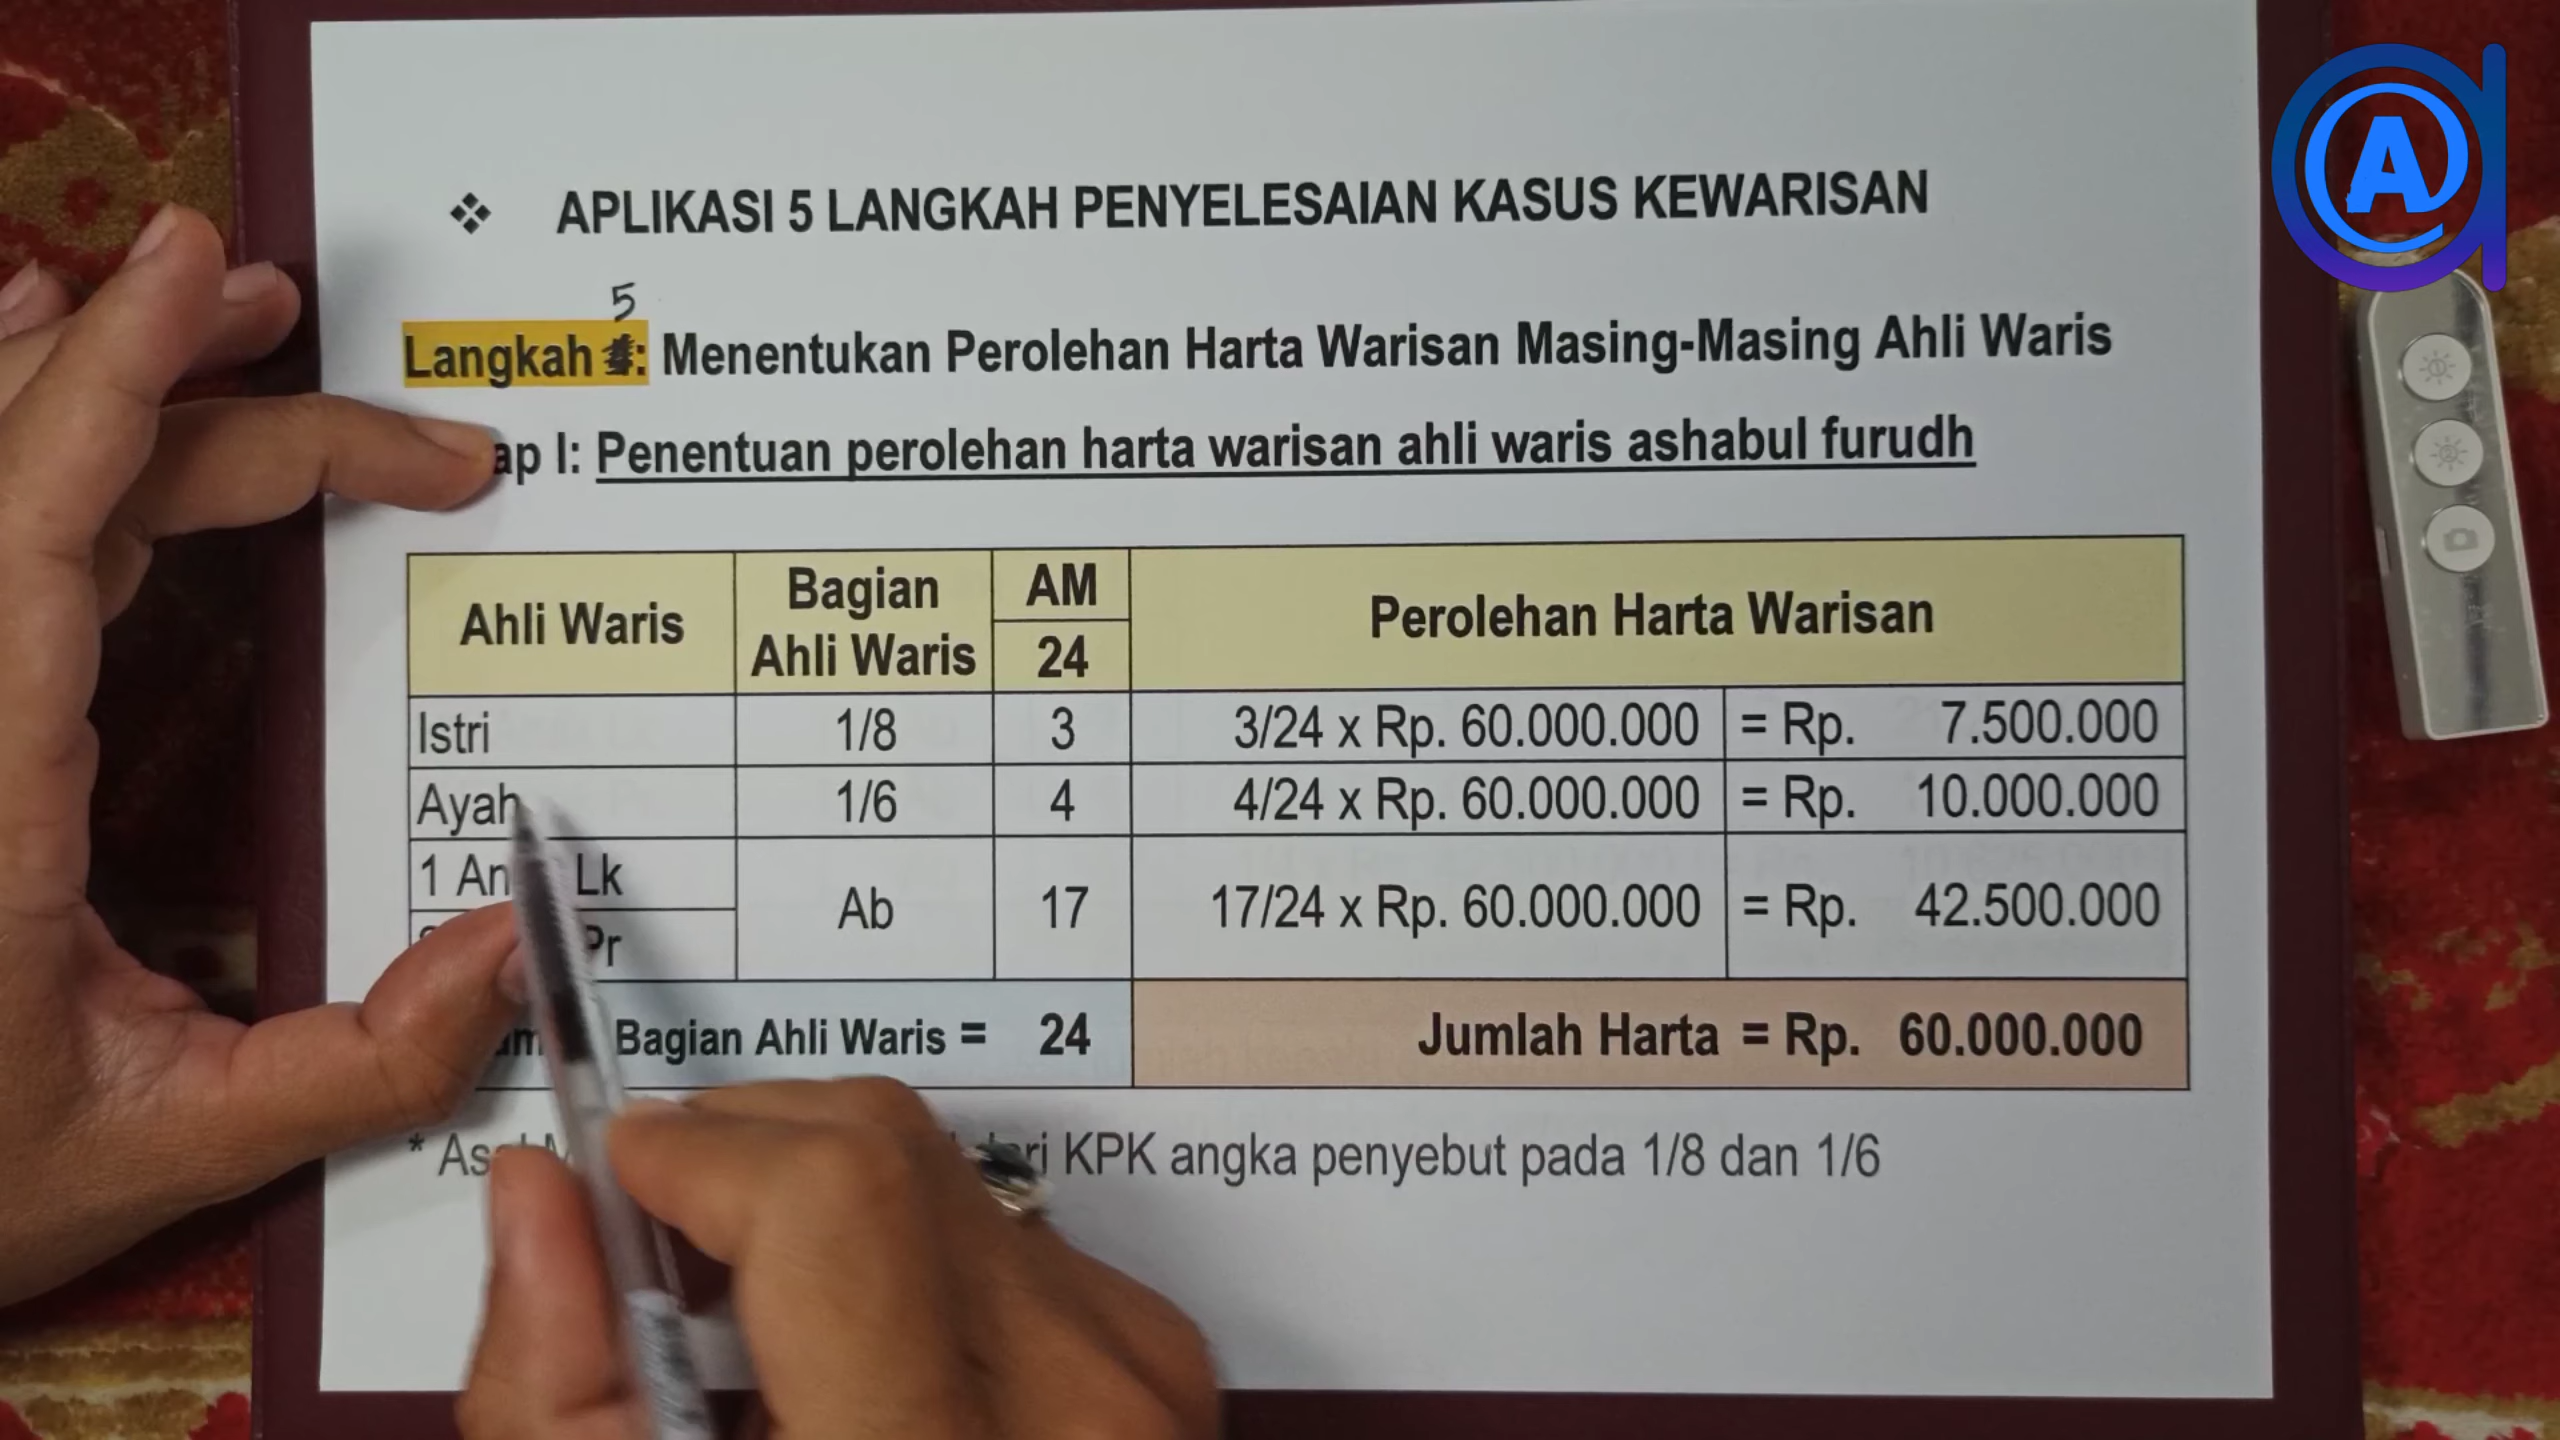 APLIKASI 5 LANGKAH PENYELESAIAN KASUS KEWARISAN
5
Langkah : Menentukan Perolehan Harta Warisan Masing-Masing Ahli Waris
ap I: Penentuan perolehan harta warisan ahli waris ashabul furudh
Ahli Waris Bagian Ahli Waris AM 24 Perolehan Harta Warisan
Istri 1/8 3 3/24 x Rp. 60.000.000 = Rp. 7.500.000
Ayah 1/6 4 4/24 x Rp. 60.000.000 = Rp. 10.000.000
1 An Lk
Pr
Ab 17 17/24 x Rp. 60.000.000 = Rp. 42.500.000
Bagian Ahli Waris = 24 Jumlah Harta = Rp. 60.000.000
* As ri KPK angka penyebut pada 1/8 dan 1/6
A